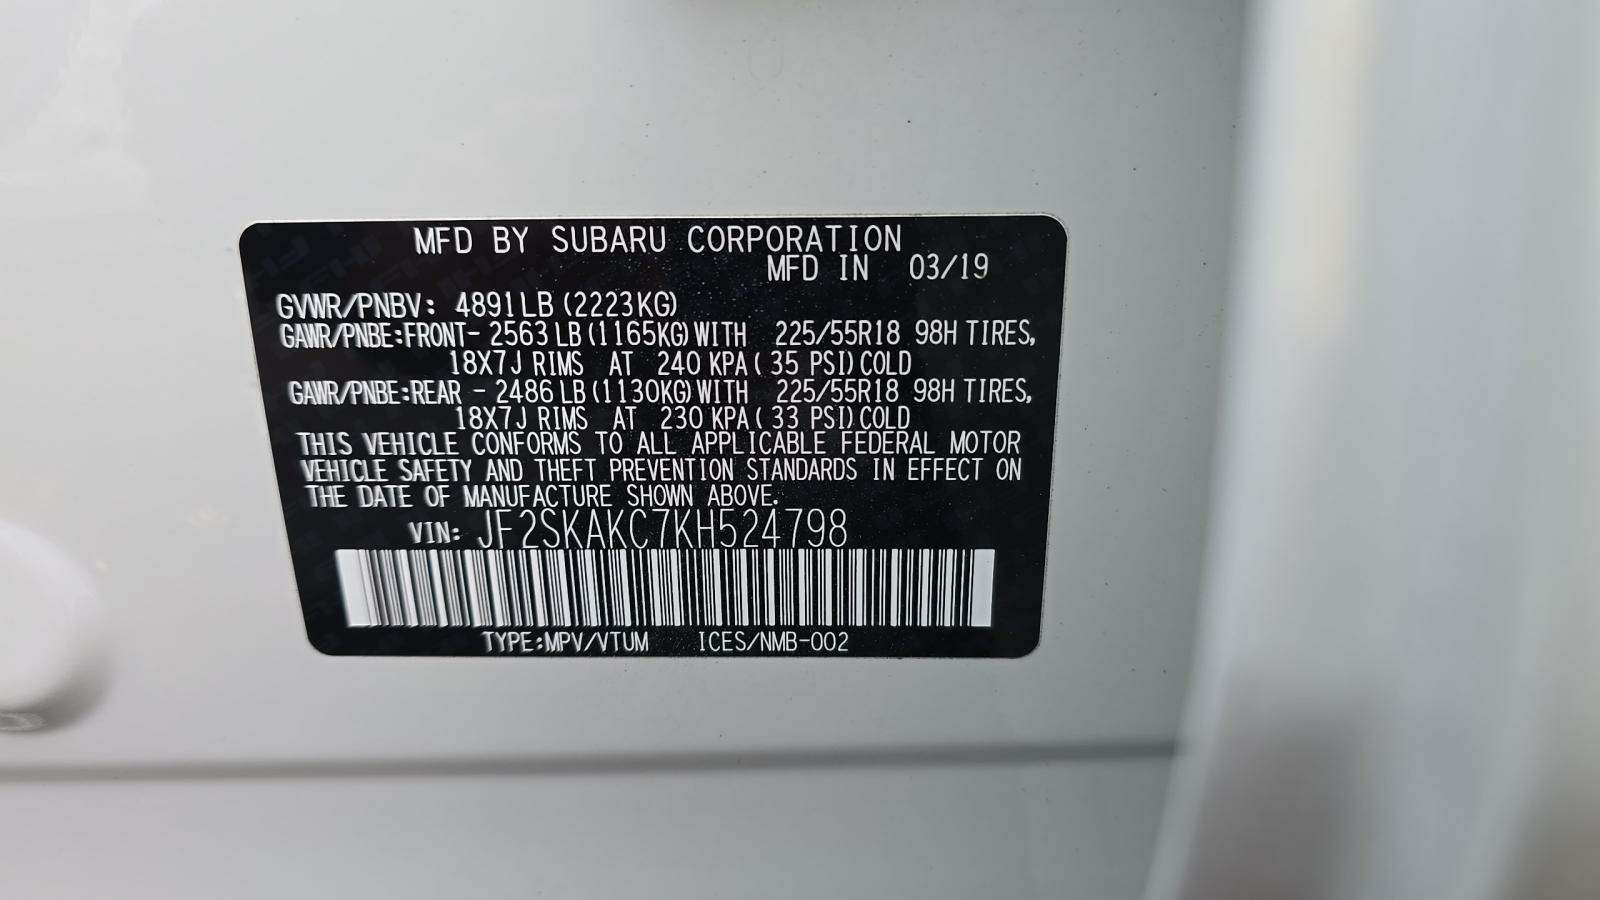 MFD BY SUBARU CORPORATION
MFD IN 03/19
GVWR/PNBV: 4891LB (2223KG)
GAWR/PNBE:FRONT- 2563 LB (1165KG) WITH 225/55R18 98H TIRES,
18X7J RIMS AT 240 KPA ( 35 PSI) COLD
GAWR/PNBE:REAR - 2486 LB (1130KG) WITH 225/55R18 98H TIRES,
18X7J RIMS AT 230 KPA ( 33 PSI) COLD
THIS VEHICLE CONFORMS TO ALL APPLICABLE FEDERAL MOTOR
VEHICLE SAFETY AND THEFT PREVENTION STANDARDS IN EFFECT ON
THE DATE OF MANUFACTURE SHOWN ABOVE.
VIN: JF2SKAKC7KH524798
TYPE:MPV/VTUM ICES/NMB-002